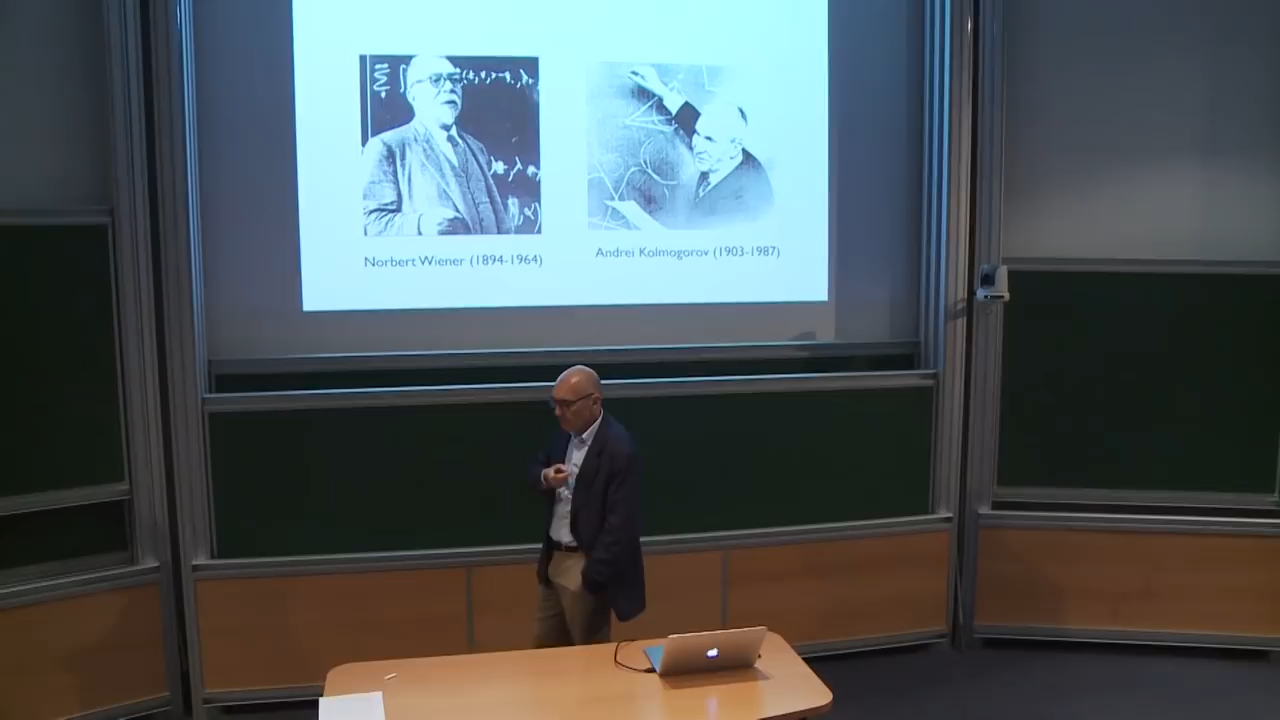 Norbert Wiener (1894-1964)
Andrei Kolmogorov (1903-1987)